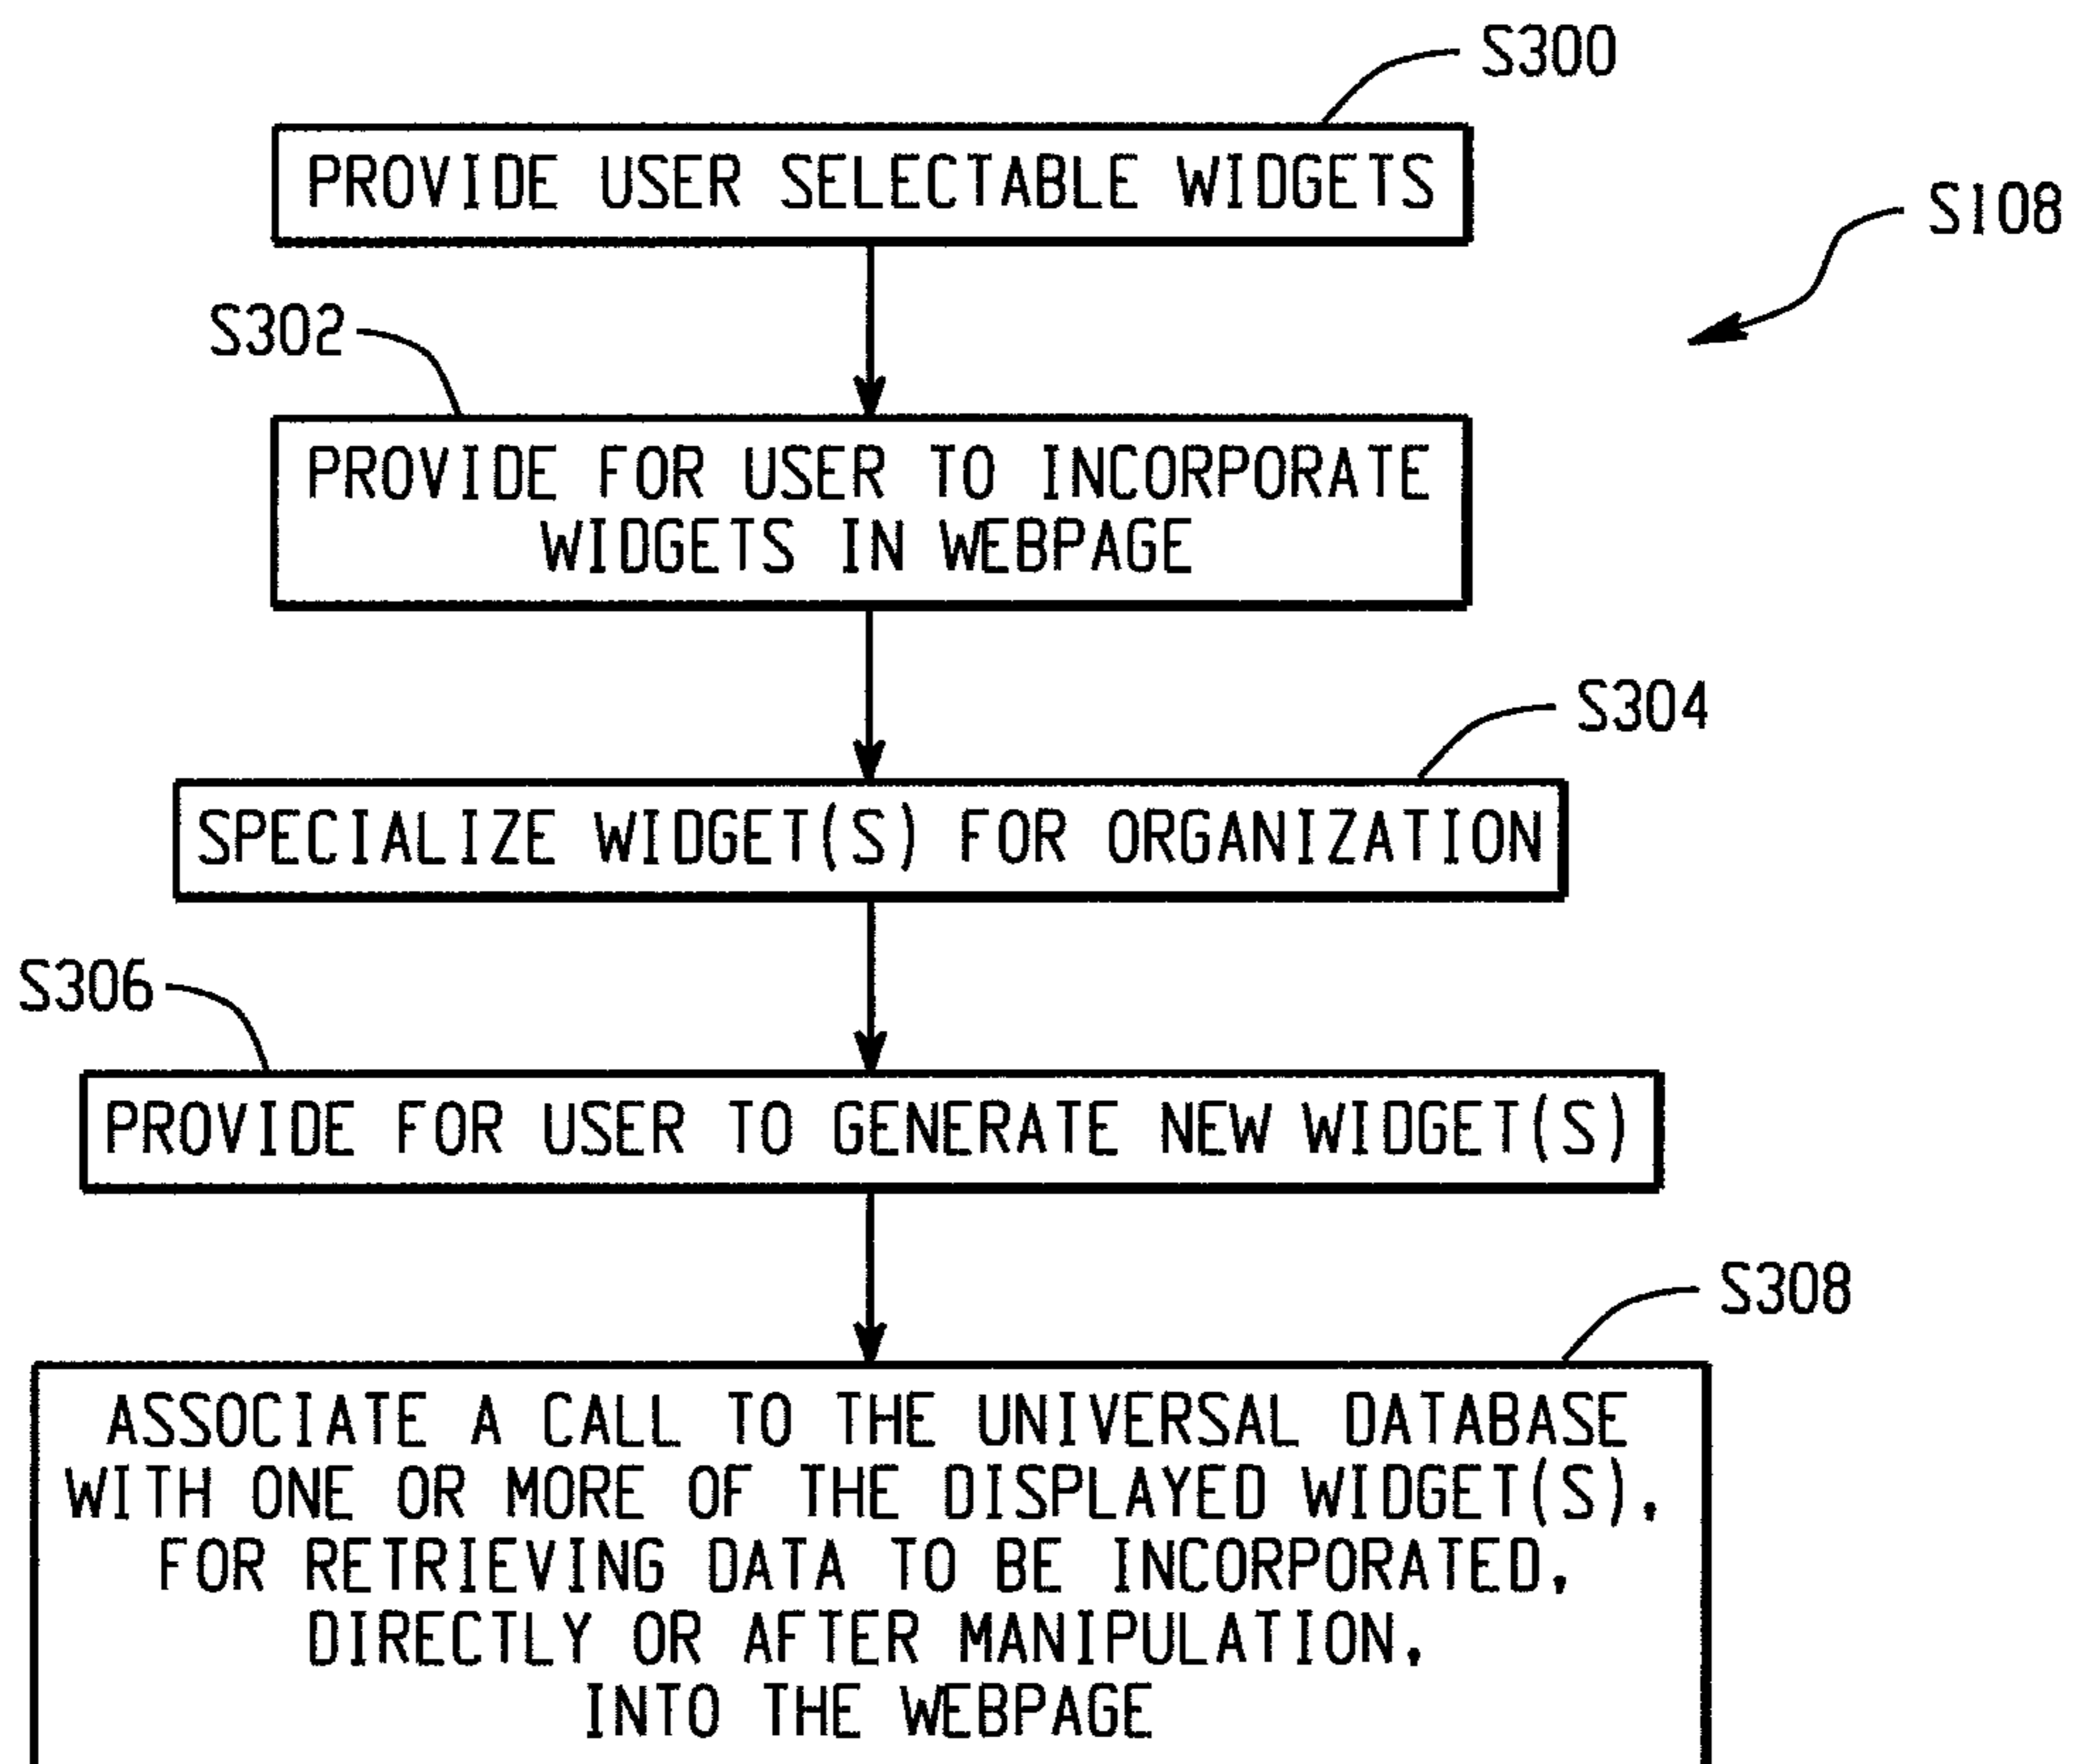 S300
PROVIDE USER SELECTABLE WIDGETS
S108
S302
PROVIDE FOR USER TO INCORPORATE
WIDGETS IN WEBPAGE
S304
SPECIALIZE WIDGET(S) FOR ORGANIZATION
S306
PROVIDE FOR USER TO GENERATE NEW WIDGET(S)
S308
ASSOCIATE A CALL TO THE UNIVERSAL DATABASE
WITH ONE OR MORE OF THE DISPLAYED WIDGET(S),
FOR RETRIEVING DATA TO BE INCORPORATED,
DIRECTLY OR AFTER MANIPULATION,
INTO THE WEBPAGE